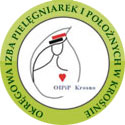 OKRĘGOWA IZBA PIELĘGNIAREK I POŁOŻNYCH W KROŚNIE
OIPiP Krosno